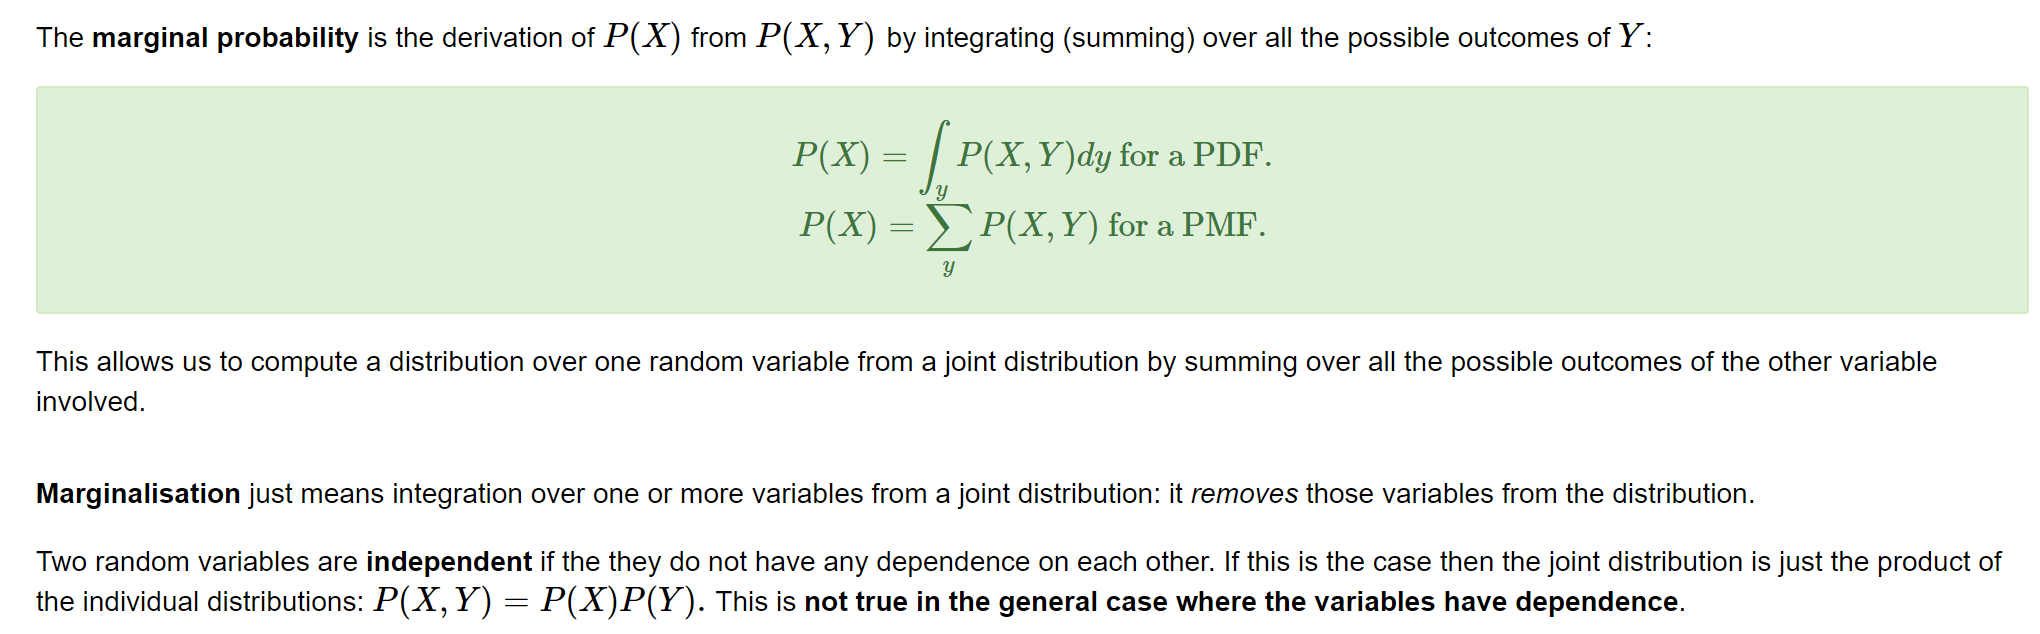 The marginal probability is the derivation of P(X) from P(X, Y) by integrating (summing) over all the possible outcomes of Y:
P(X) = ∫_y P(X, Y)dy for a PDF.
P(X) = ∑_y P(X, Y) for a PMF.
This allows us to compute a distribution over one random variable from a joint distribution by summing over all the possible outcomes of the other variable
involved.
Marginalisation just means integration over one or more variables from a joint distribution: it removes those variables from the distribution.
Two random variables are independent if the they do not have any dependence on each other. If this is the case then the joint distribution is just the product of
the individual distributions: P(X, Y) = P(X)P(Y). This is not true in the general case where the variables have dependence.